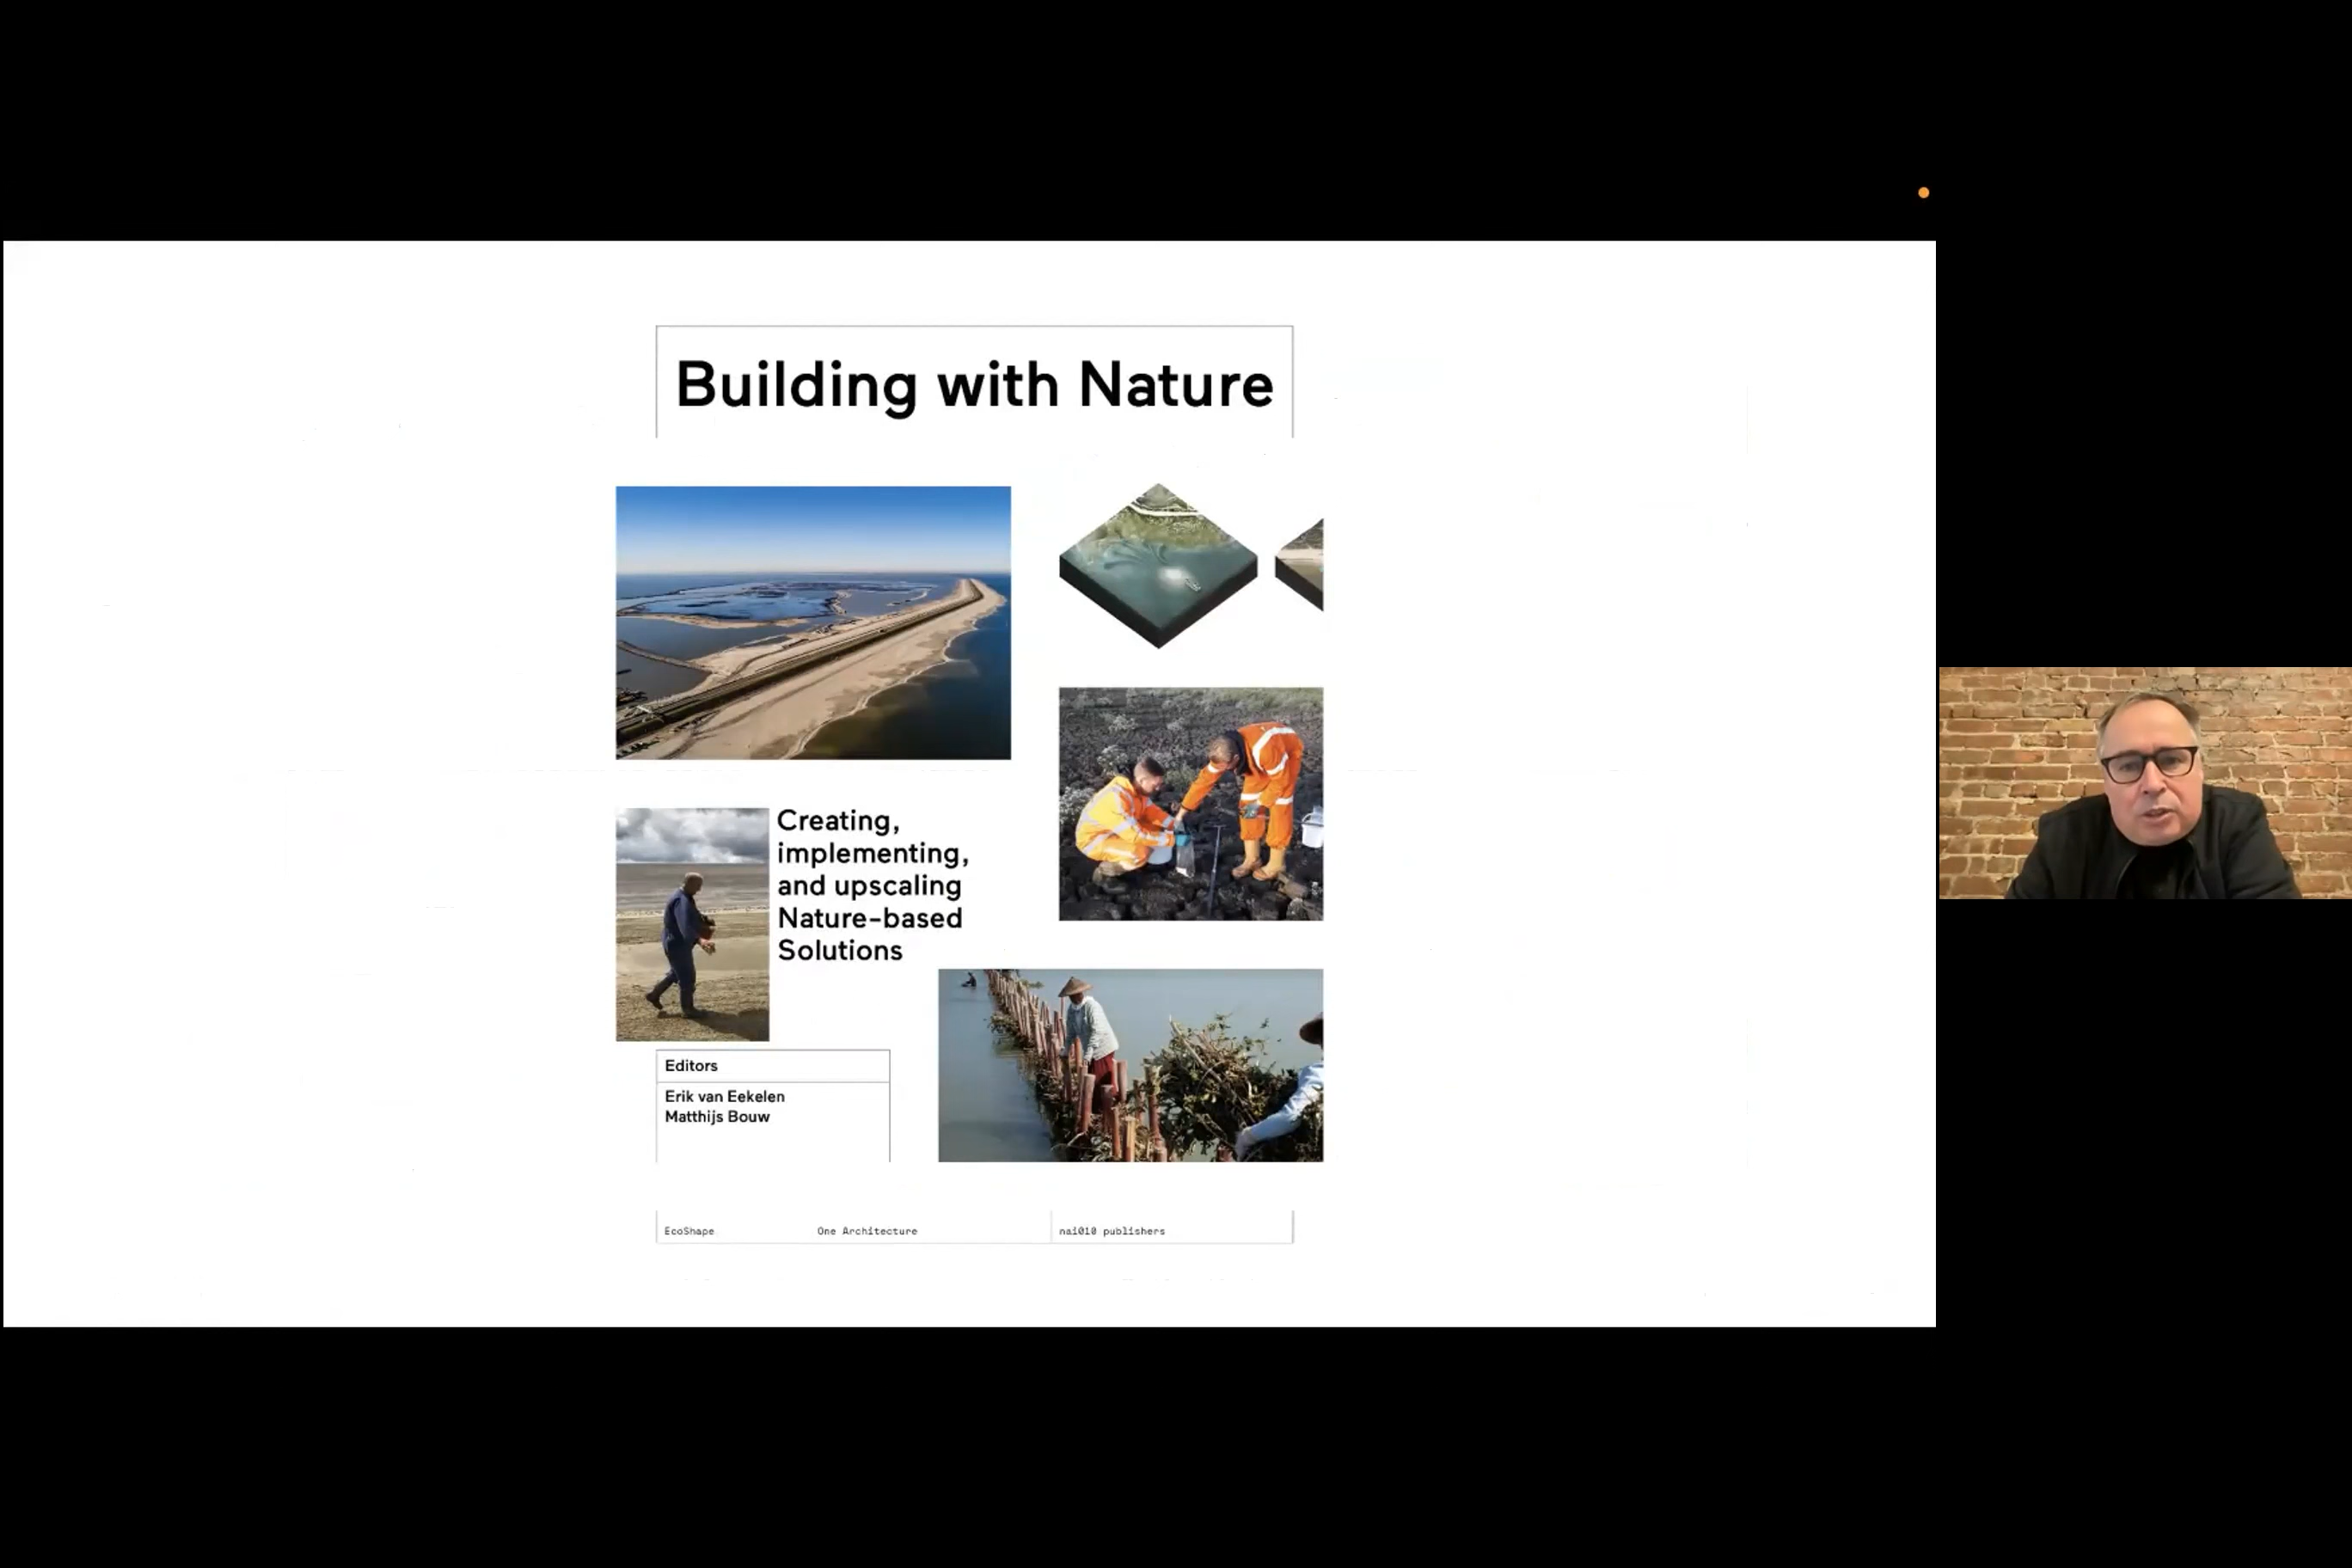 Building with Nature
Creating,
implementing,
and upscaling
Nature-based
Solutions
Editors
Erik van Eekelen
Matthijs Bouw
EcoShape
One Architecture
nai010 publishers